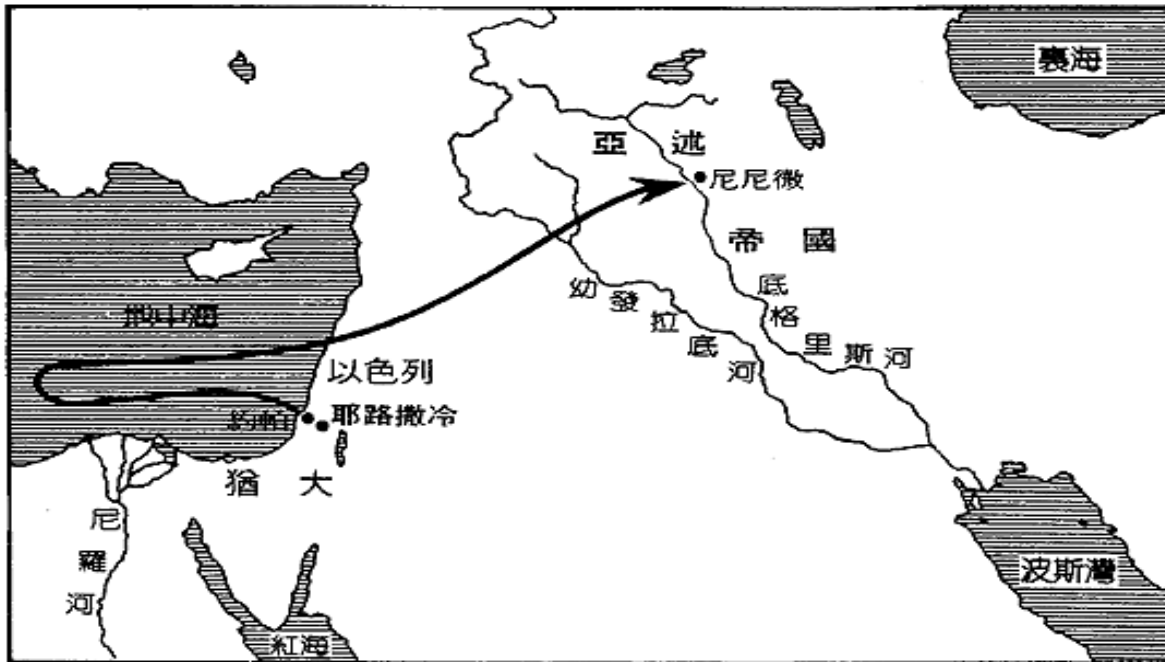 裏海
亞述
尼尼微
帝國
底格里斯河
幼發拉底河
地中海
以色列
約帕
耶路撒冷
猶大
尼羅河
紅海
波斯灣